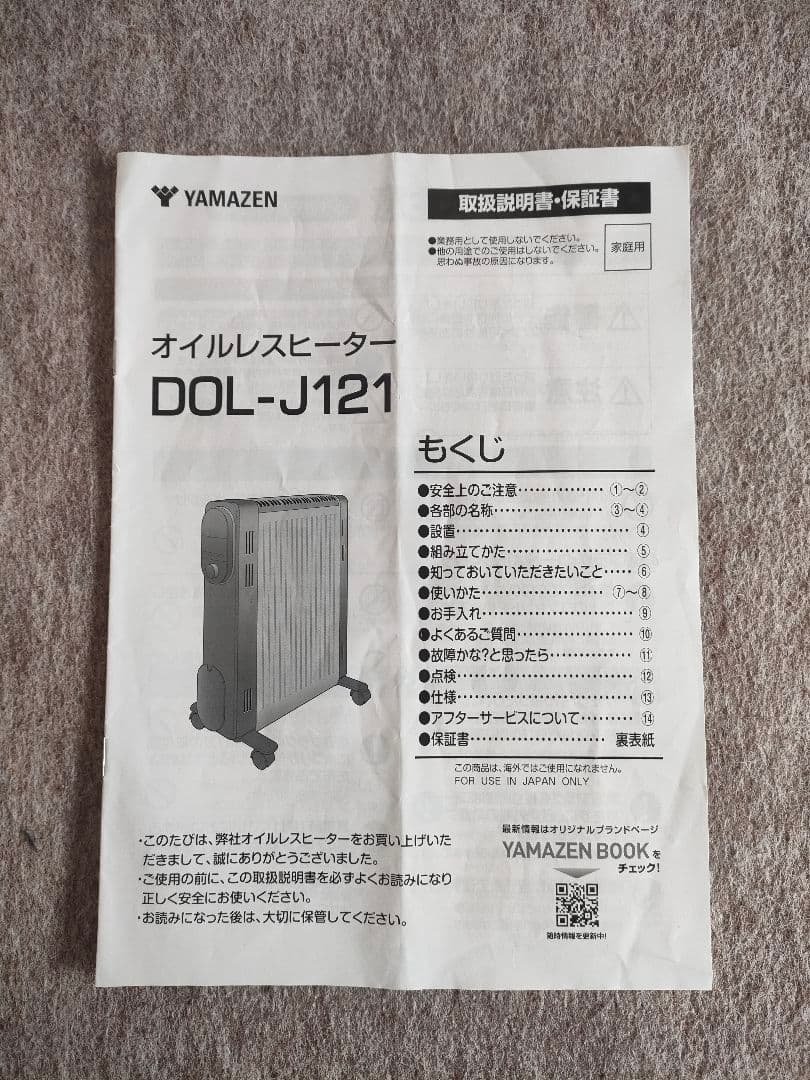 YAMAZEN
取扱説明書・保証書
●業務用として使用しないでください。
●他の用途でのご使用はしないでください。
思わぬ事故の原因になります。
家庭用
オイルレスヒーター
DOL-J121
もくじ
●安全上のご注意……………①～②
●各部の名称…………………③～④
●設置……………………………④
●組み立てかた…………………⑤
●知っておいていただきたいこと……⑥
●使いかた…………………⑦～⑧
●お手入れ………………………⑨
●よくあるご質問…………………⑩
●故障かな?と思ったら……………⑪
●点検……………………………⑫
●仕様……………………………⑬
●アフターサービスについて………⑭
●保証書……………………裏表紙
この商品は、海外ではご使用になれません。
FOR USE IN JAPAN ONLY
・このたびは、弊社オイルレスヒーターをお買い上げいた
だきまして、誠にありがとうございました。
・ご使用の前に、この取扱説明書を必ずよくお読みになり
正しく安全にお使いください。
・お読みになった後は、大切に保管してください。
最新情報はオリジナルブランドページ
YAMAZEN BOOKを
チェック!
随時情報を更新中!